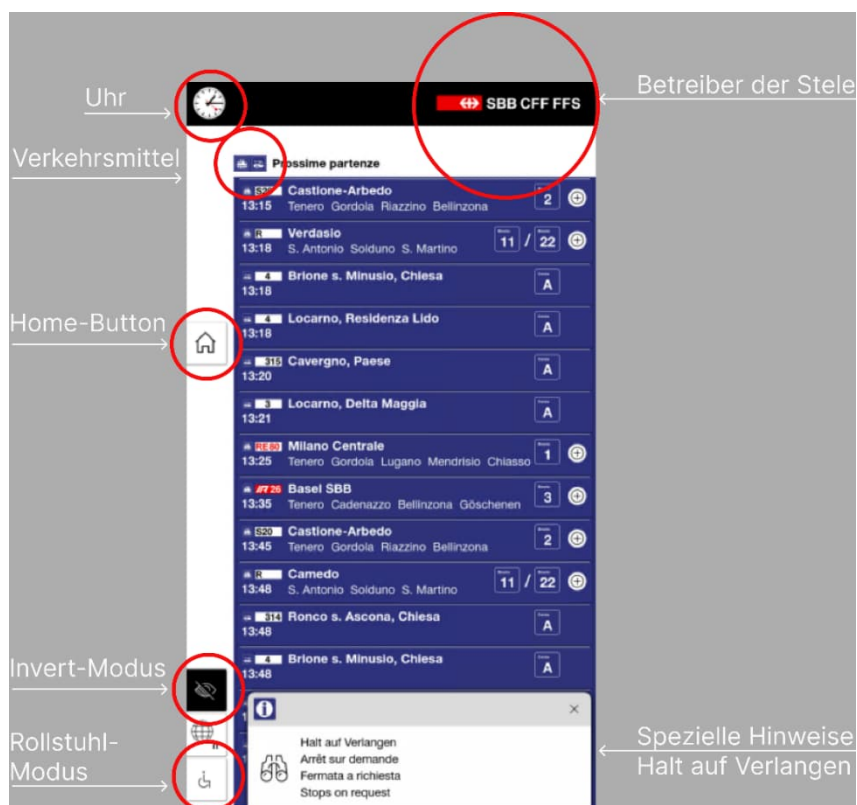 Uhr
SBB CFF FFS
Betreiber der Stele
Verkehrsmittel
Prossime partenze
Castione-Arbedo
2
13:15 Tenero Gordola Riazzino Bellinzona
R Verdasio
11 / 22
13:18 S. Antonio Solduno S. Martino
4 Brione s. Minusio, Chiesa
A
13:18
Home-Button
4 Locarno, Residenza Lido
A
13:18
315 Cavergno, Paese
A
13:20
3 Locarno, Delta Maggia
A
13:21
RE80 Milano Centrale
1
13:25 Tenero Gordola Lugano Mendrisio Chiasso
IR 26 Basel SBB
3
13:35 Tenero Cadenazzo Bellinzona Göschenen
S20 Castione-Arbedo
2
13:45 Tenero Gordola Riazzino Bellinzona
R Camedo
11 / 22
13:48 S. Antonio Solduno S. Martino
314 Ronco s. Ascona, Chiesa
A
13:48
Invert-Modus
4 Brione s. Minusio, Chiesa
A
13:48
Rollstuhl-
Modus
Halt auf Verlangen
Arrêt sur demande
Fermata a richiesta
Stops on request
Spezielle Hinweise
Halt auf Verlangen